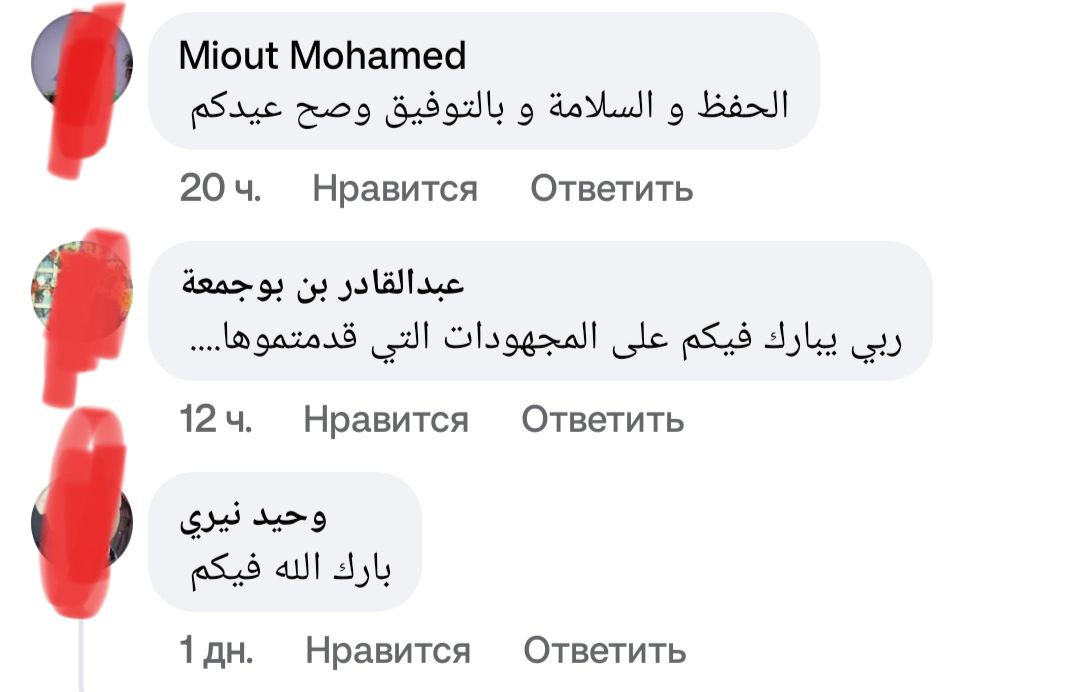 Miout Mohamed
الحفظ و السلامة و بالتوفيق وصح عيدكم
20 ч. Нравится Ответить
عبدالقادر بن بوجمعة
ربي يبارك فيكم على المجهودات التي قدمتموها....
12 ч. Нравится Ответить
وحيد نيري
بارك الله فيكم
1 дн. Нравится Ответить